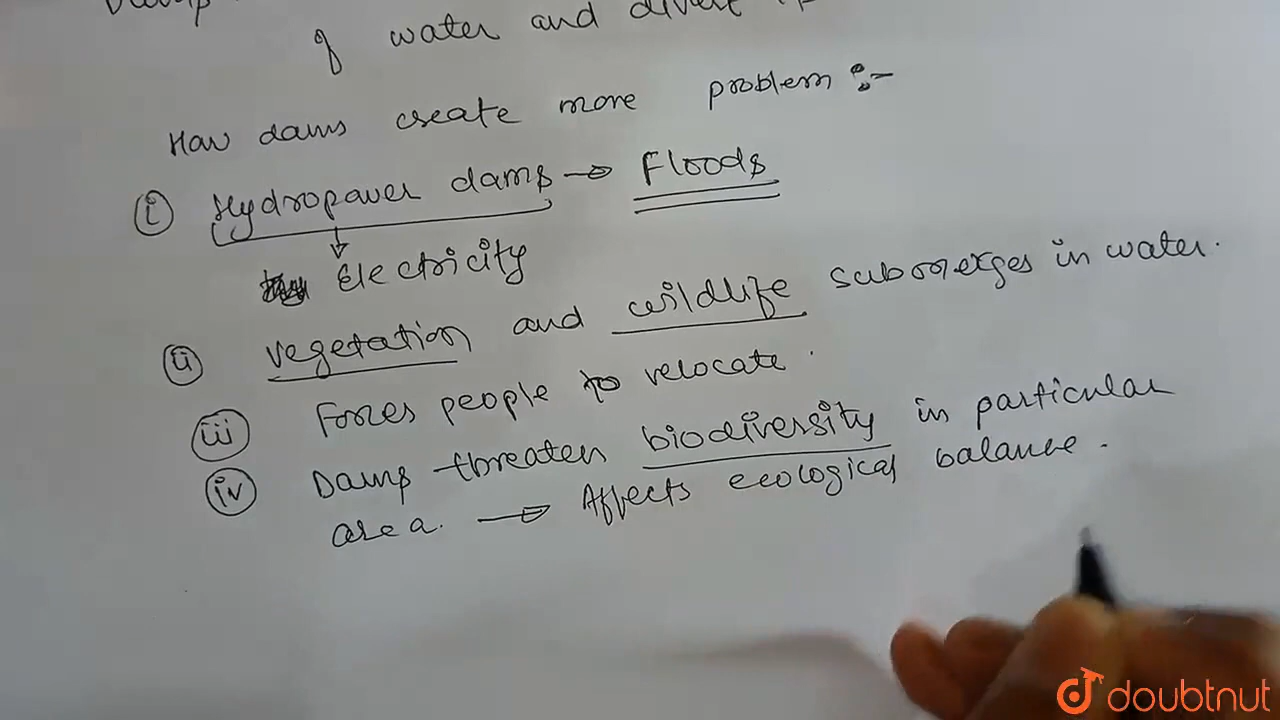 of water and divert
How dams create more problem :-
(i) Hydropower dams → Floods
Electricity
(ii) vegetation and wildlife submerges in water.
(iii) Forces people to relocate.
(iv) Dams threaten biodiversity in particular
area. → Affects ecological balance.
doubtnut